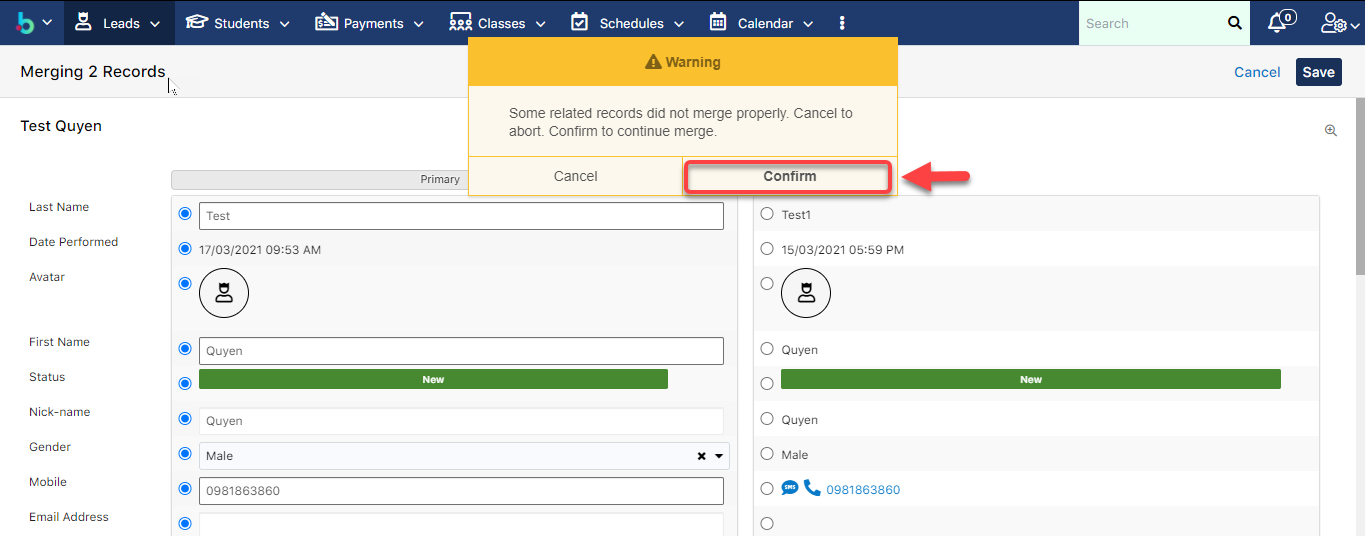 Leads Students Payments Classes Schedules Calendar Search 0
Merging 2 Records
Cancel Save
Warning
Some related records did not merge properly. Cancel to
abort. Confirm to continue merge.
Cancel Confirm
Test Quyen
Primary
Last Name Test Test1
Date Performed 17/03/2021 09:53 AM 15/03/2021 05:59 PM
Avatar
First Name Quyen Quyen
Status New New
Nick-name Quyen Quyen
Gender Male Male
Mobile 0981863860 SMS 0981863860
Email Address